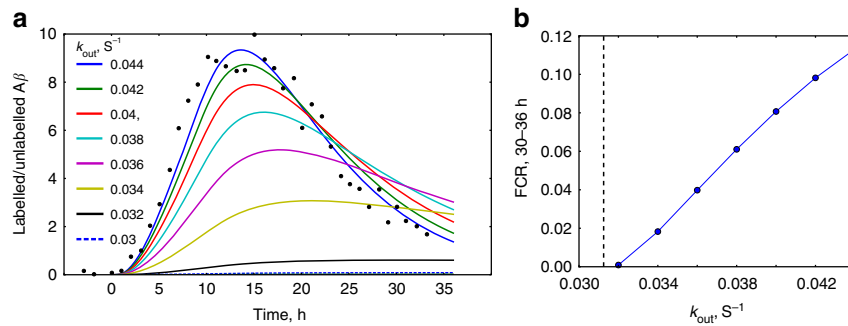 a
Labelled/unlabelled Aβ
10
8
6
4
2
0
k_out, S⁻¹
0.044
0.042
0.04,
0.038
0.036
0.034
0.032
0.03
0 5 10 15 20 25 30 35
Time, h
b
FCR, 30–36 h
0.12
0.10
0.08
0.06
0.04
0.02
0.00
0.030 0.034 0.038 0.042
k_out, S⁻¹